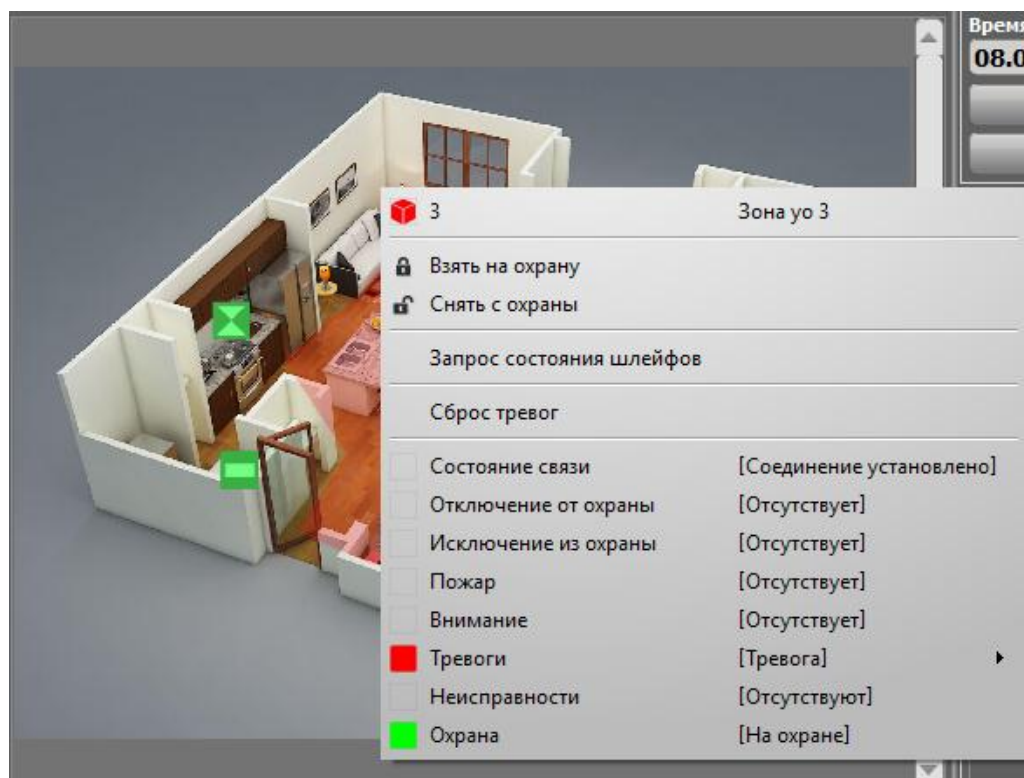 Время
08.0
3 Зона уо 3
Взять на охрану
Снять с охраны
Запрос состояния шлейфов
Сброс тревог
Состояние связи [Соединение установлено]
Отключение от охраны [Отсутствует]
Исключение из охраны [Отсутствует]
Пожар [Отсутствует]
Внимание [Отсутствует]
Тревоги [Тревога]
Неисправности [Отсутствуют]
Охрана [На охране]